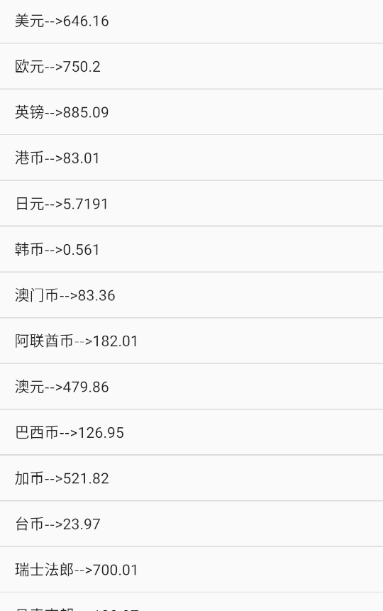 美元-->646.16
欧元-->750.2
英镑-->885.09
港币-->83.01
日元-->5.7191
韩币-->0.561
澳门币-->83.36
阿联酋币-->182.01
澳元-->479.86
巴西币-->126.95
加币-->521.82
台币-->23.97
瑞士法郎-->700.01